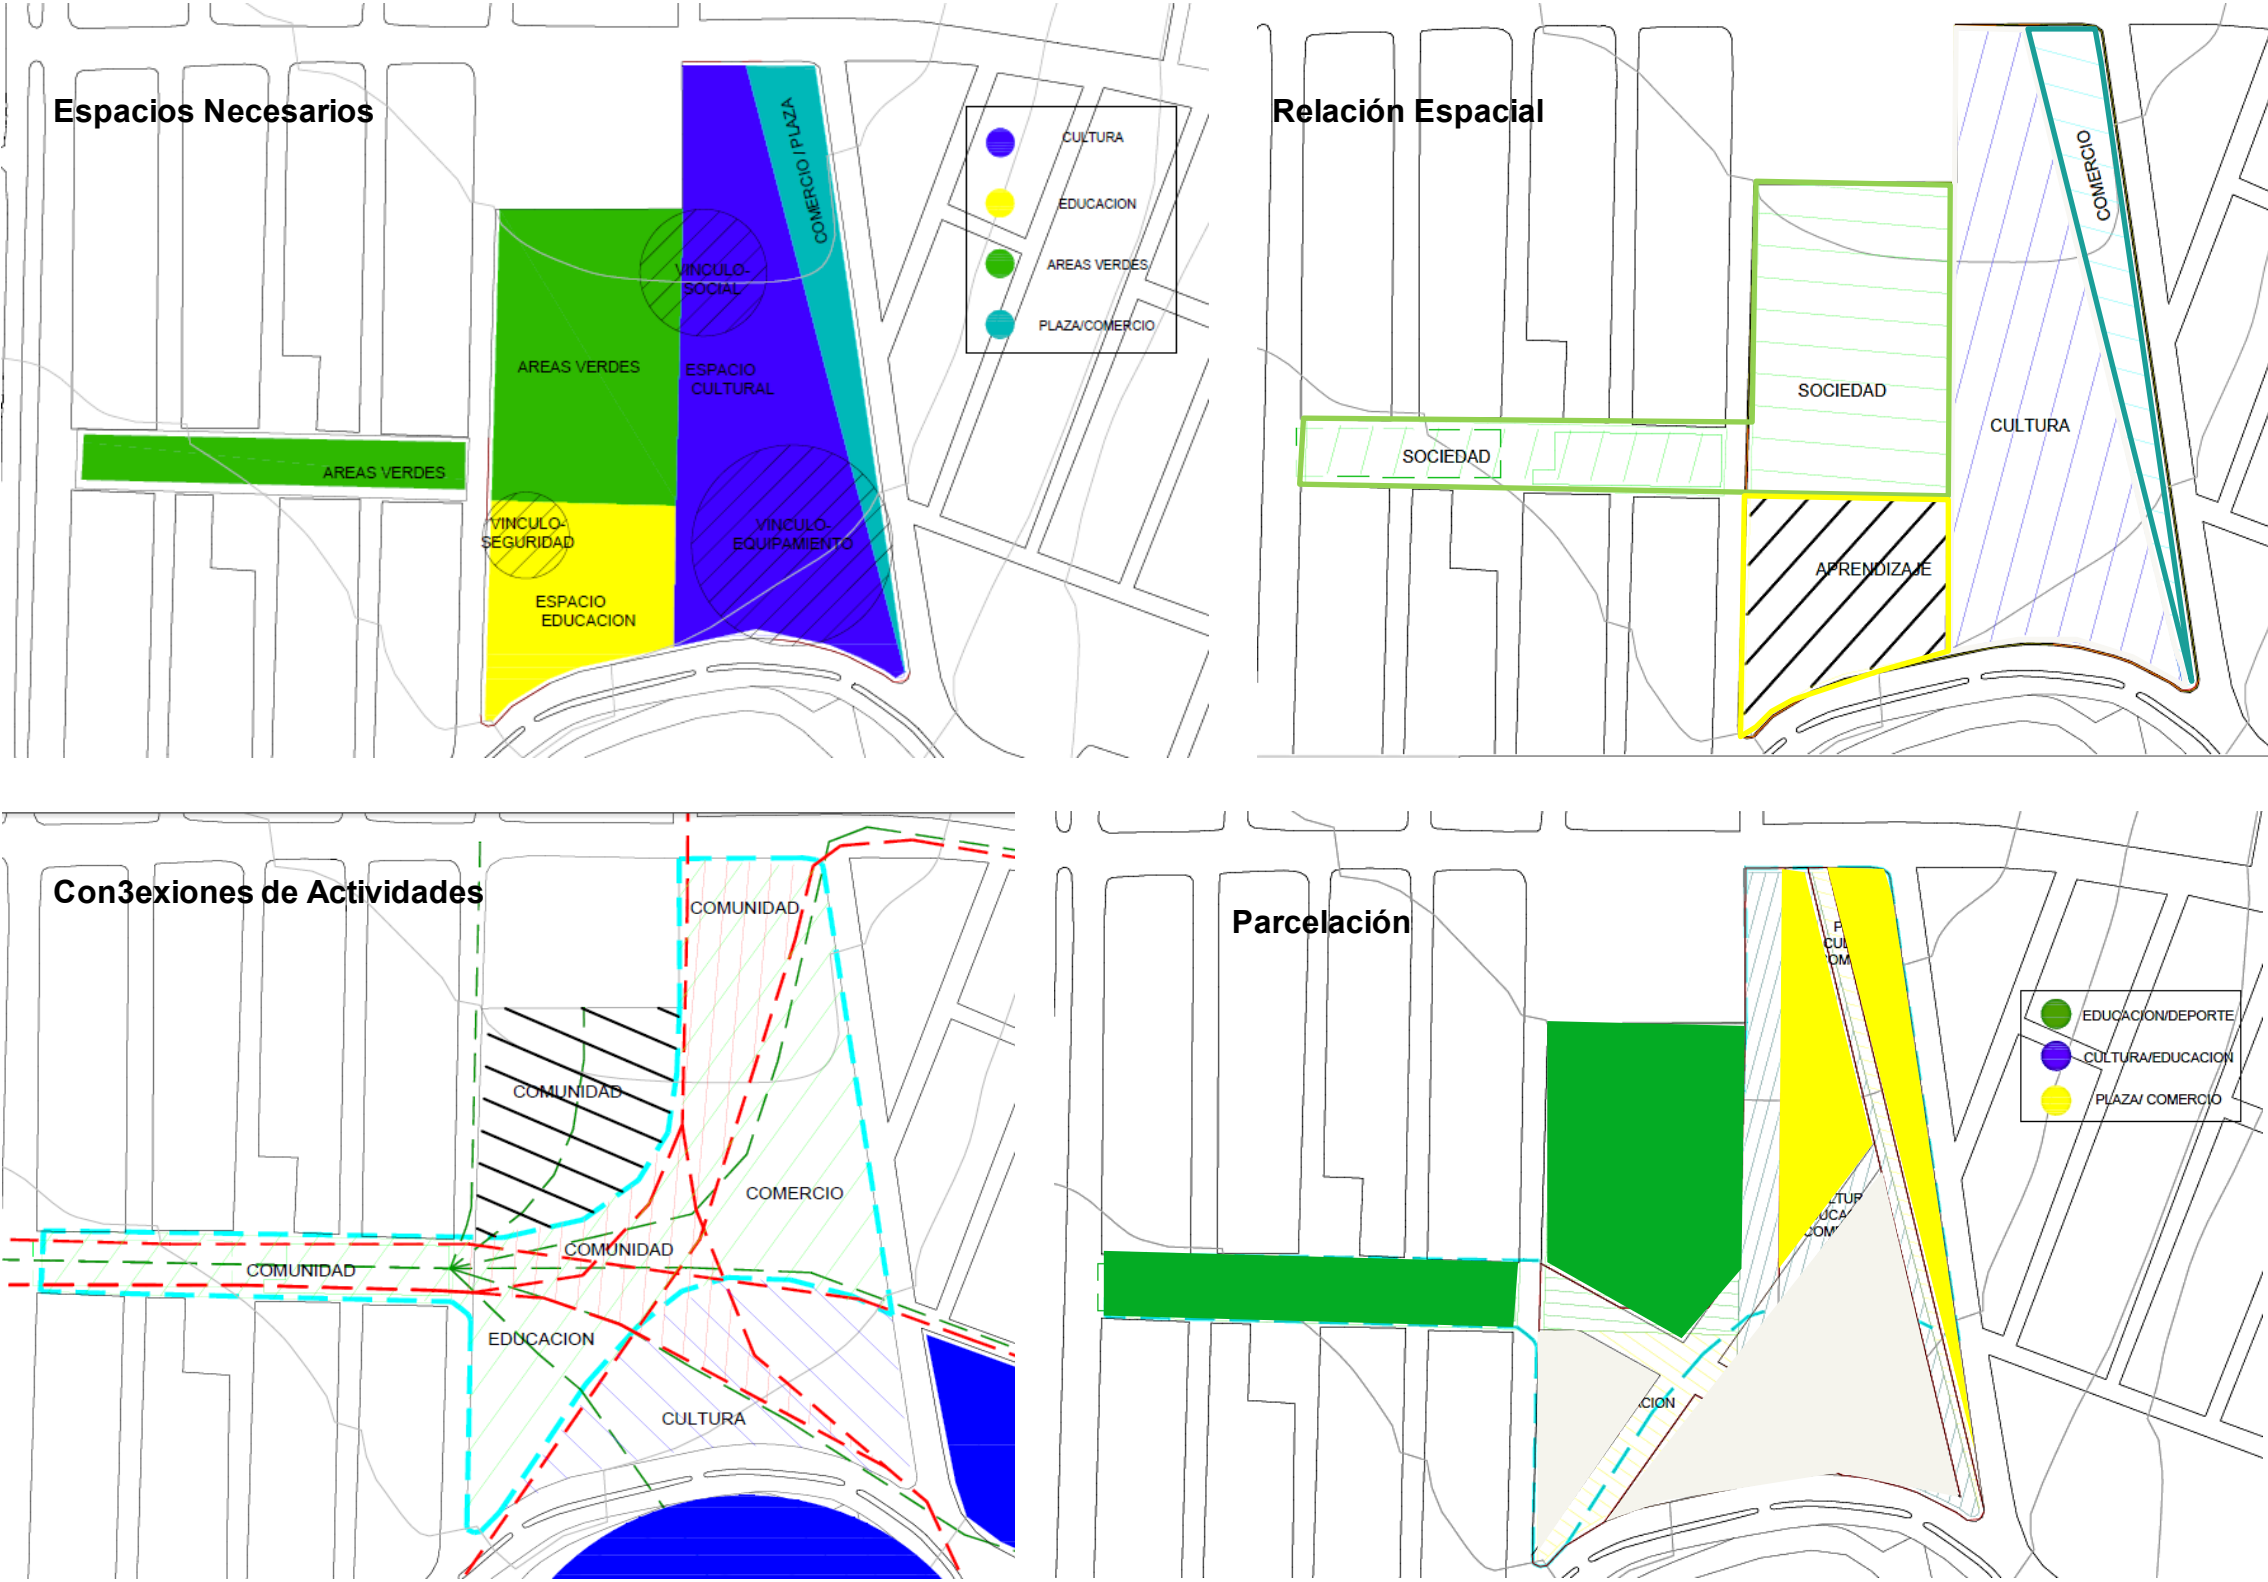 Espacios Necesarios
COMERCIO / PLAZA
CULTURA
EDUCACION
AREAS VERDES
PLAZA/COMERCIO
VINCULO-
SOCIAL
AREAS VERDES
ESPACIO
CULTURAL
AREAS VERDES
VINCULO-
SEGURIDAD
VINCULO-
EQUIPAMIENTO
ESPACIO
EDUCACION
Relación Espacial
COMERCIO
SOCIEDAD
CULTURA
SOCIEDAD
APRENDIZAJE
Con3exiones de Actividades
COMUNIDAD
COMUNIDAD
COMERCIO
COMUNIDAD
COMUNIDAD
EDUCACION
CULTURA
Parcelación
EDUCACION/DEPORTE
CULTURA/EDUCACION
PLAZA/ COMERCIO